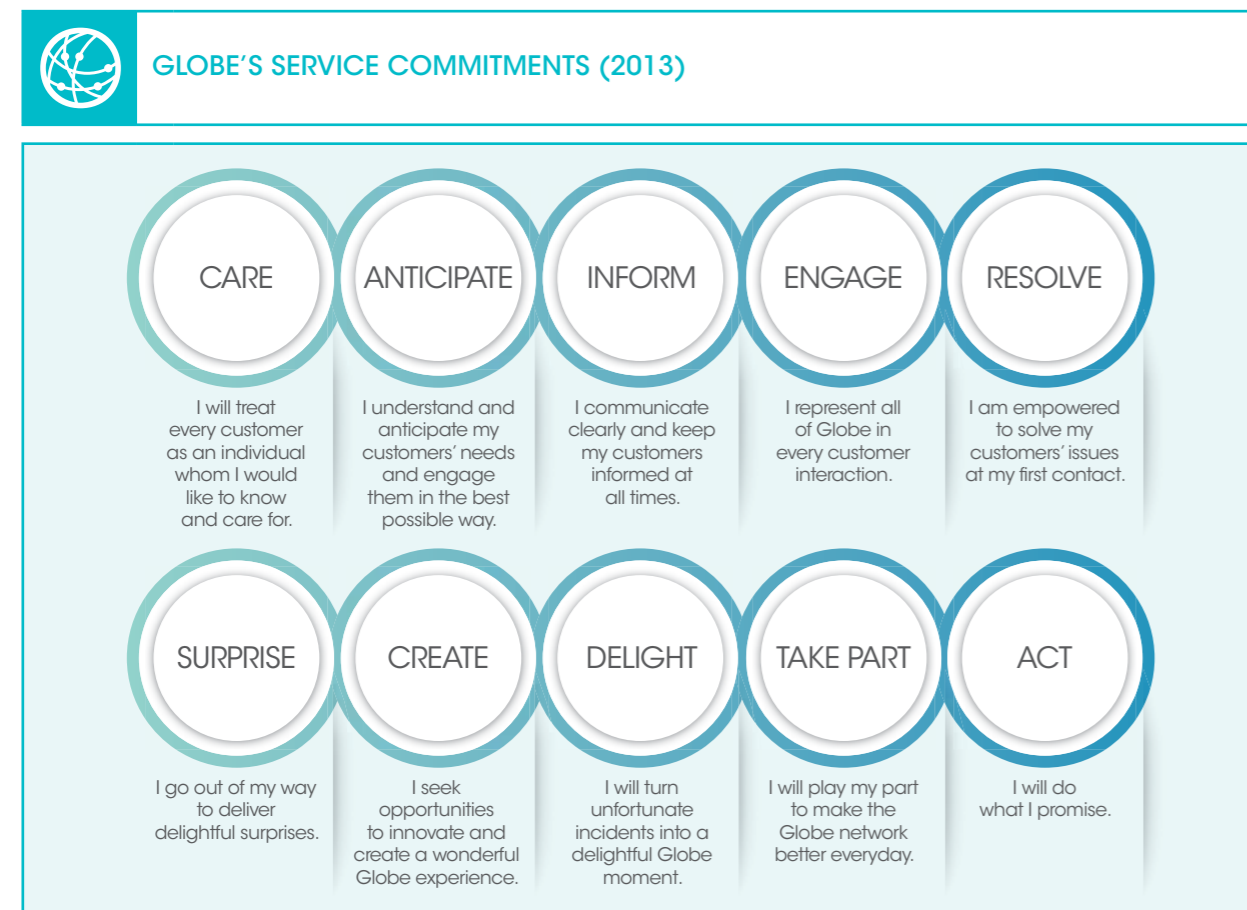 GLOBE’S SERVICE COMMITMENTS (2013)
CARE
I will treat
every customer
as an individual
whom I would
like to know
and care for.
ANTICIPATE
I understand and
anticipate my
customers’ needs
and engage
them in the best
possible way.
INFORM
I communicate
clearly and keep
my customers
informed at
all times.
ENGAGE
I represent all
of Globe in
every customer
interaction.
RESOLVE
I am empowered
to solve my
customers’ issues
at my first contact.
SURPRISE
I go out of my way
to deliver
delightful surprises.
CREATE
I seek
opportunities
to innovate and
create a wonderful
Globe experience.
DELIGHT
I will turn
unfortunate
incidents into a
delightful Globe
moment.
TAKE PART
I will play my part
to make the
Globe network
better everyday.
ACT
I will do
what I promise.